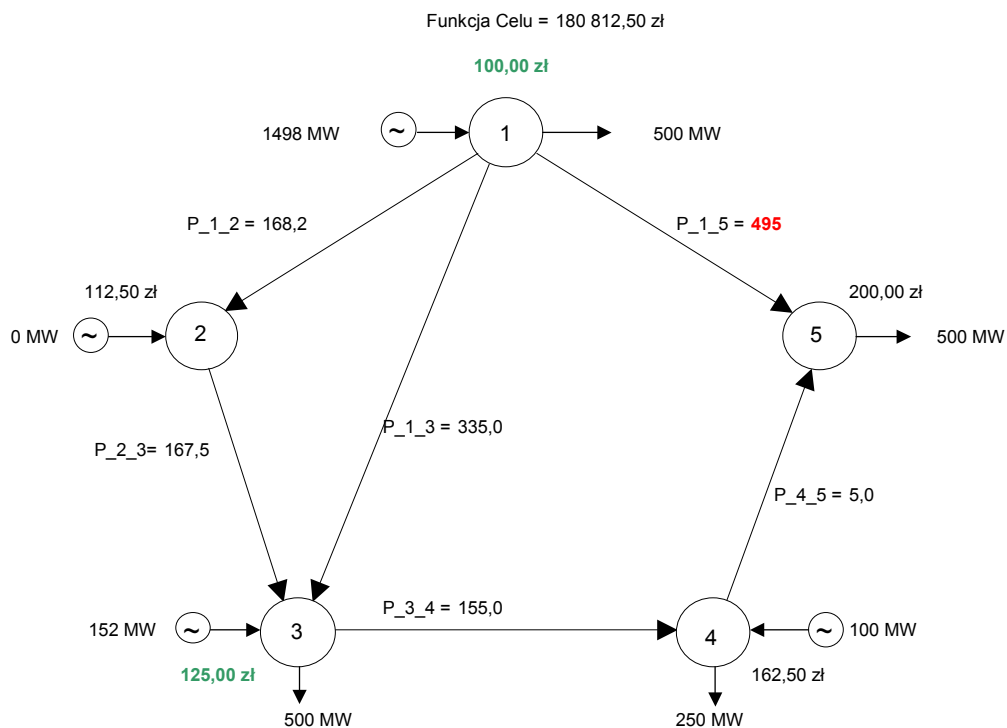 Funkcja Celu = 180 812,50 zł
100,00 zł
1498 MW
~
1
500 MW
P_1_2 = 168,2
P_1_5 = 495
112,50 zł
200,00 zł
0 MW
~
2
5
500 MW
P_1_3 = 335,0
P_2_3= 167,5
P_4_5 = 5,0
152 MW
~
3
P_3_4 = 155,0
4
~
100 MW
125,00 zł
162,50 zł
500 MW
250 MW